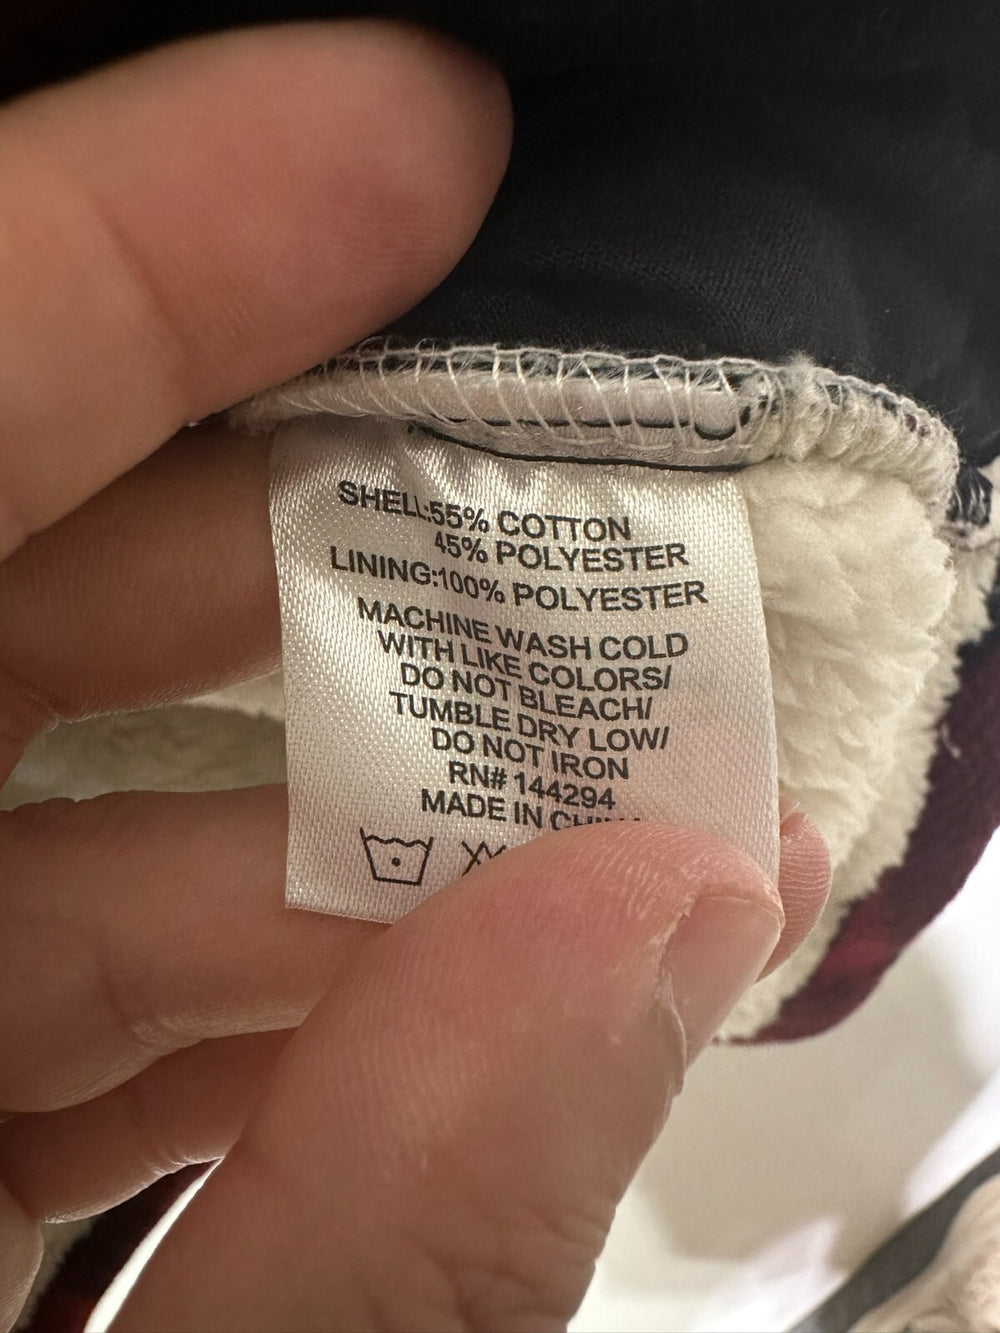 SHELL:55% COTTON
45% POLYESTER
LINING:100% POLYESTER
MACHINE WASH COLD
WITH LIKE COLORS/
DO NOT BLEACH/
TUMBLE DRY LOW/
DO NOT IRON
RN# 144294
MADE IN